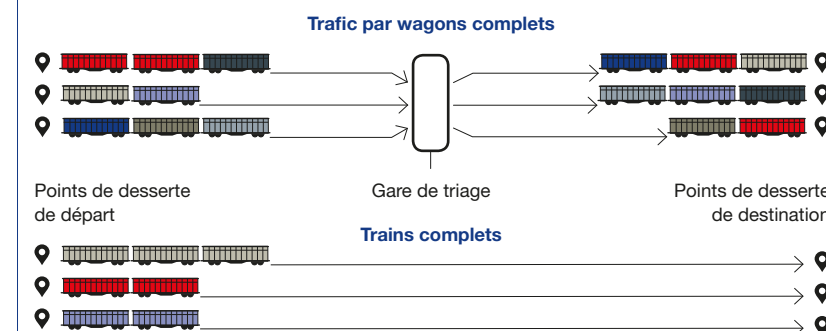 Trafic par wagons complets
Points de desserte
de départ
Gare de triage
Points de desserte
de destination
Trains complets